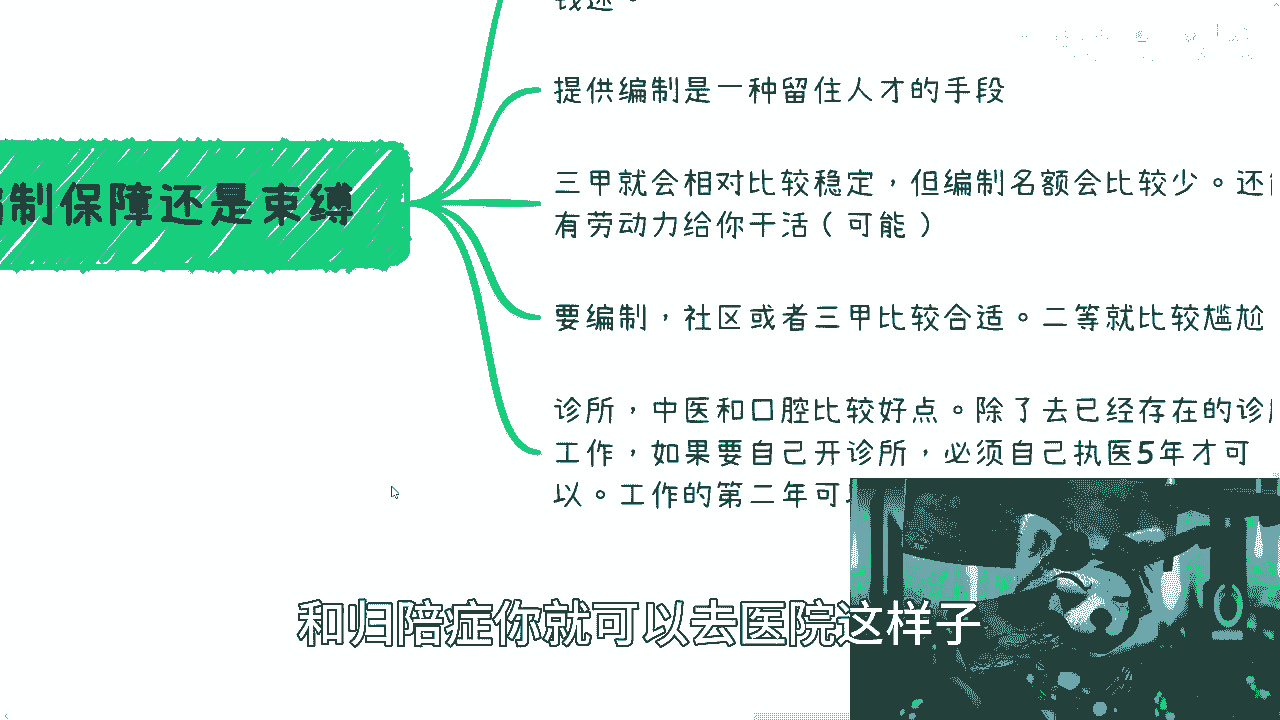 钱还。
提供编制是一种留住人才的手段
三甲就会相对比较稳定，但编制名额会比较少。还
有劳动力给你干活（可能）
制保障还是束缚
要编制，社区或者三甲比较合适。二等就比较尴尬
诊所，中医和口腔比较好点。除了去已经存在的诊
工作，如果要自己开诊所，必须自己执医5年才可
以。工作的第二年可
和归陪症你就可以去医院这样子